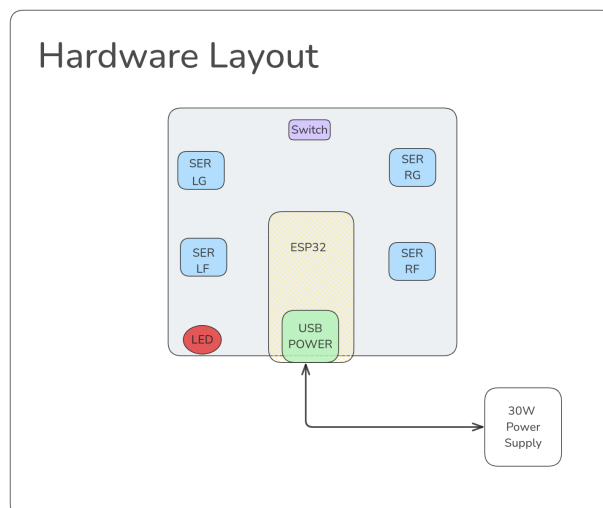 Hardware Layout
Switch
SER
LG
SER
RG
ESP32
SER
LF
SER
RF
LED
USB
POWER
30W
Power
Supply